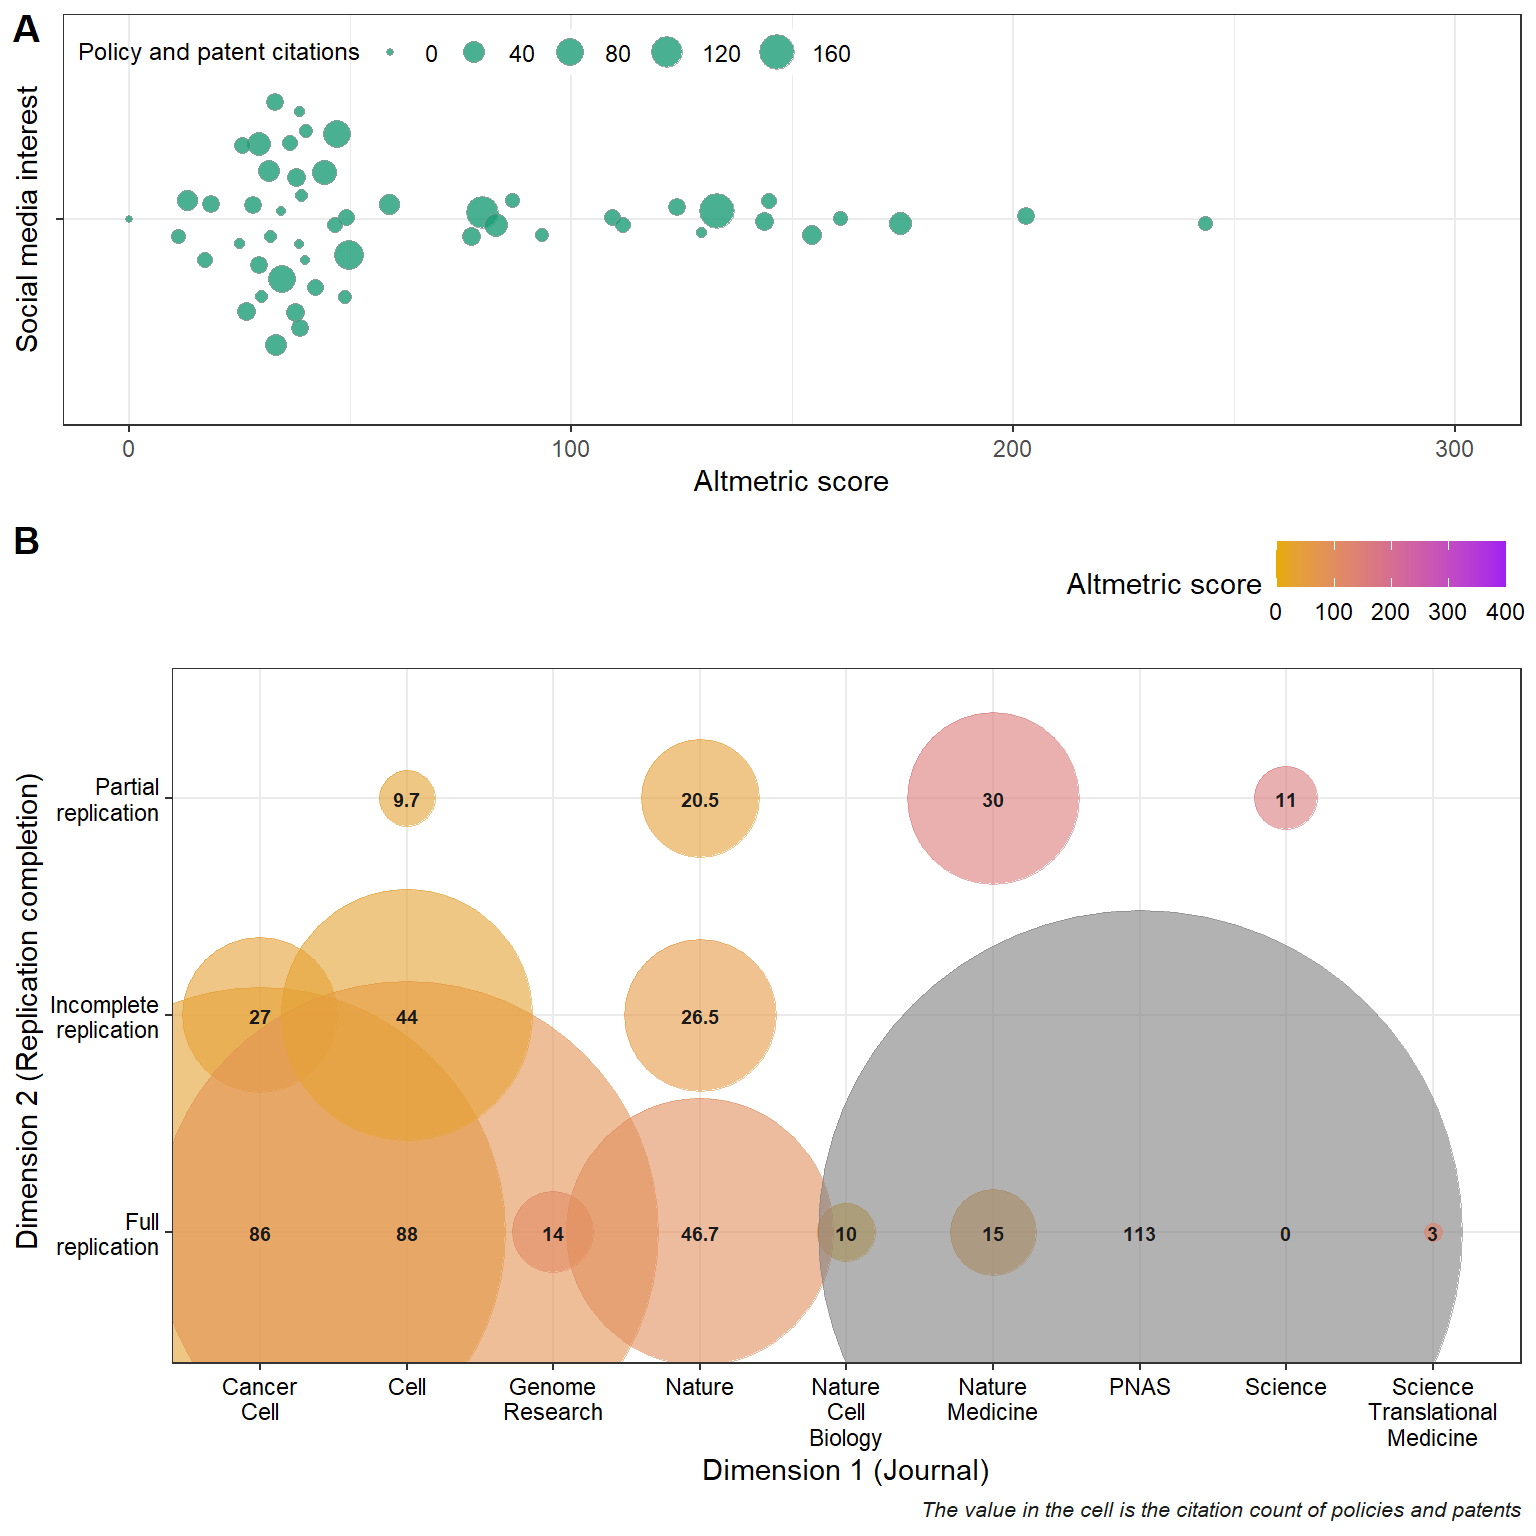 A
Policy and patent citations 0 40 80 120 160
Social media interest
0 100 200 300
Altmetric score
B
Altmetric score
0 100 200 300 400
Dimension 2 (Replication completion)
Partial
replication
9.7 20.5 30 11
Incomplete
replication
27 44 26.5
Full
replication
86 88 14 46.7 10 15 113 0 3
Cancer
Cell
Cell
Genome
Research
Nature
Nature
Cell
Biology
Nature
Medicine
PNAS
Science
Science
Translational
Medicine
Dimension 1 (Journal)
The value in the cell is the citation count of policies and patents